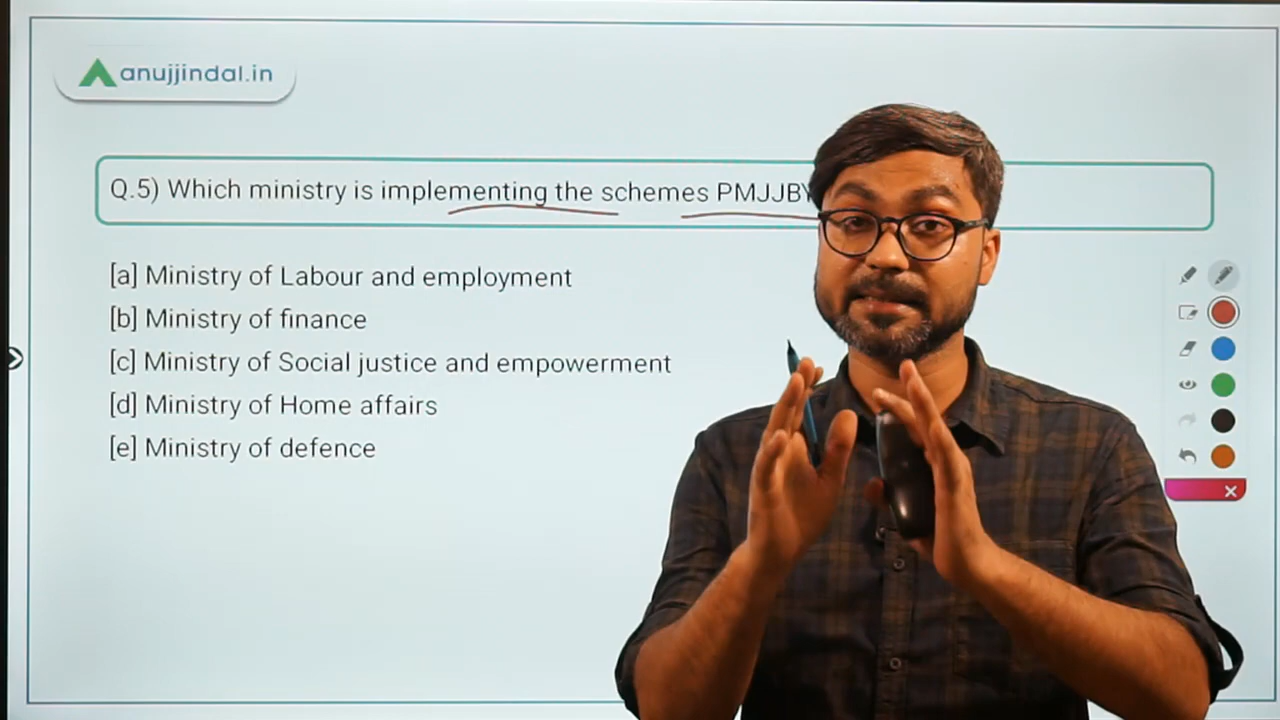 anujjindal.in
Q.5) Which ministry is implementing the schemes PMJJBY
[a] Ministry of Labour and employment
[b] Ministry of finance
[c] Ministry of Social justice and empowerment
[d] Ministry of Home affairs
[e] Ministry of defence